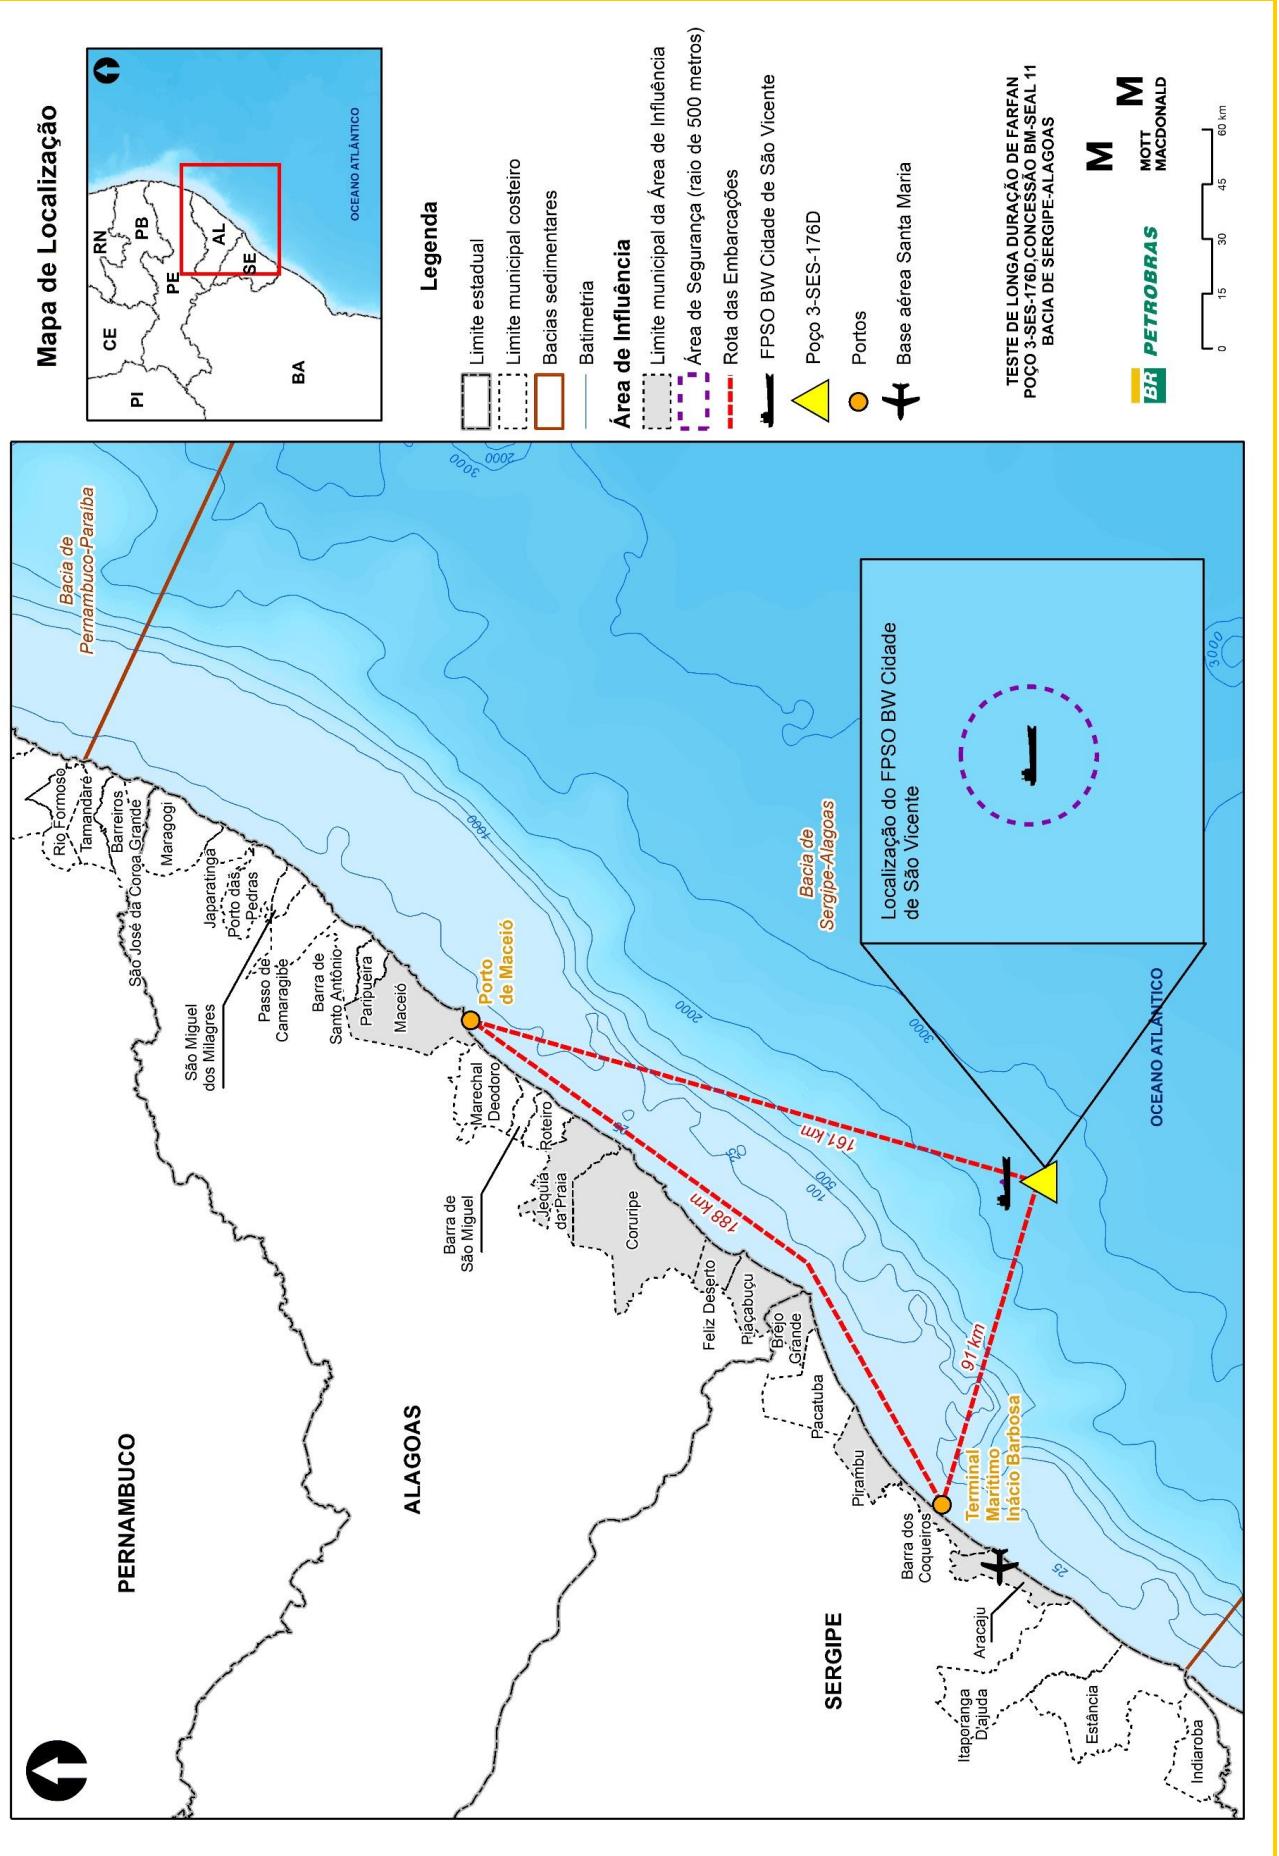 Mapa de Localização
OCEANO ATLÂNTICO
PI
CE
RN
PB
PE
AL
SE
BA
Legenda
Limite estadual
Limite municipal costeiro
Bacias sedimentares
Batimetria
Área de Influência
Limite municipal da Área de Influência
Área de Segurança (raio de 500 metros)
Rota das Embarcações
FPSO BW Cidade de São Vicente
Poço 3-SES-176D
Portos
Base aérea Santa Maria
TESTE DE LONGA DURAÇÃO DE FARFAN
POÇO 3-SES-176D,CONCESSÃO BM-SEAL 11
BACIA DE SERGIPE-ALAGOAS
BR PETROBRAS
M
M
MOTT
MACDONALD
0 15 30 45 60 km
PERNAMBUCO
ALAGOAS
SERGIPE
Bacia de
Pernambuco-Paraíba
Rio Formoso
Tamandaré
Barreiros
São José da Coroa Grande
Maragogi
Japaratinga
Porto das
Pedras
São Miguel
dos Milagres
Passo de
Camaragibe
Barra de
Santo Antônio
Paripueira
Maceió
Porto
de Maceió
Marechal
Deodoro
Barra de
São Miguel
Roteiro
Jequiá
da Praia
Coruripe
Feliz Deserto
Piaçabuçu
Brejo
Grande
Pacatuba
Pirambu
Barra dos
Coqueiros
Terminal
Marítimo
Inácio Barbosa
Aracaju
Itaporanga
D'ajuda
Estância
Indiaroba
188 km
161 km
91 km
25
25
25
100
500
1000
2000
3000
3000
2000
3000
Bacia de
Sergipe-Alagoas
Localização do FPSO BW Cidade
de São Vicente
OCEANO ATLÂNTICO